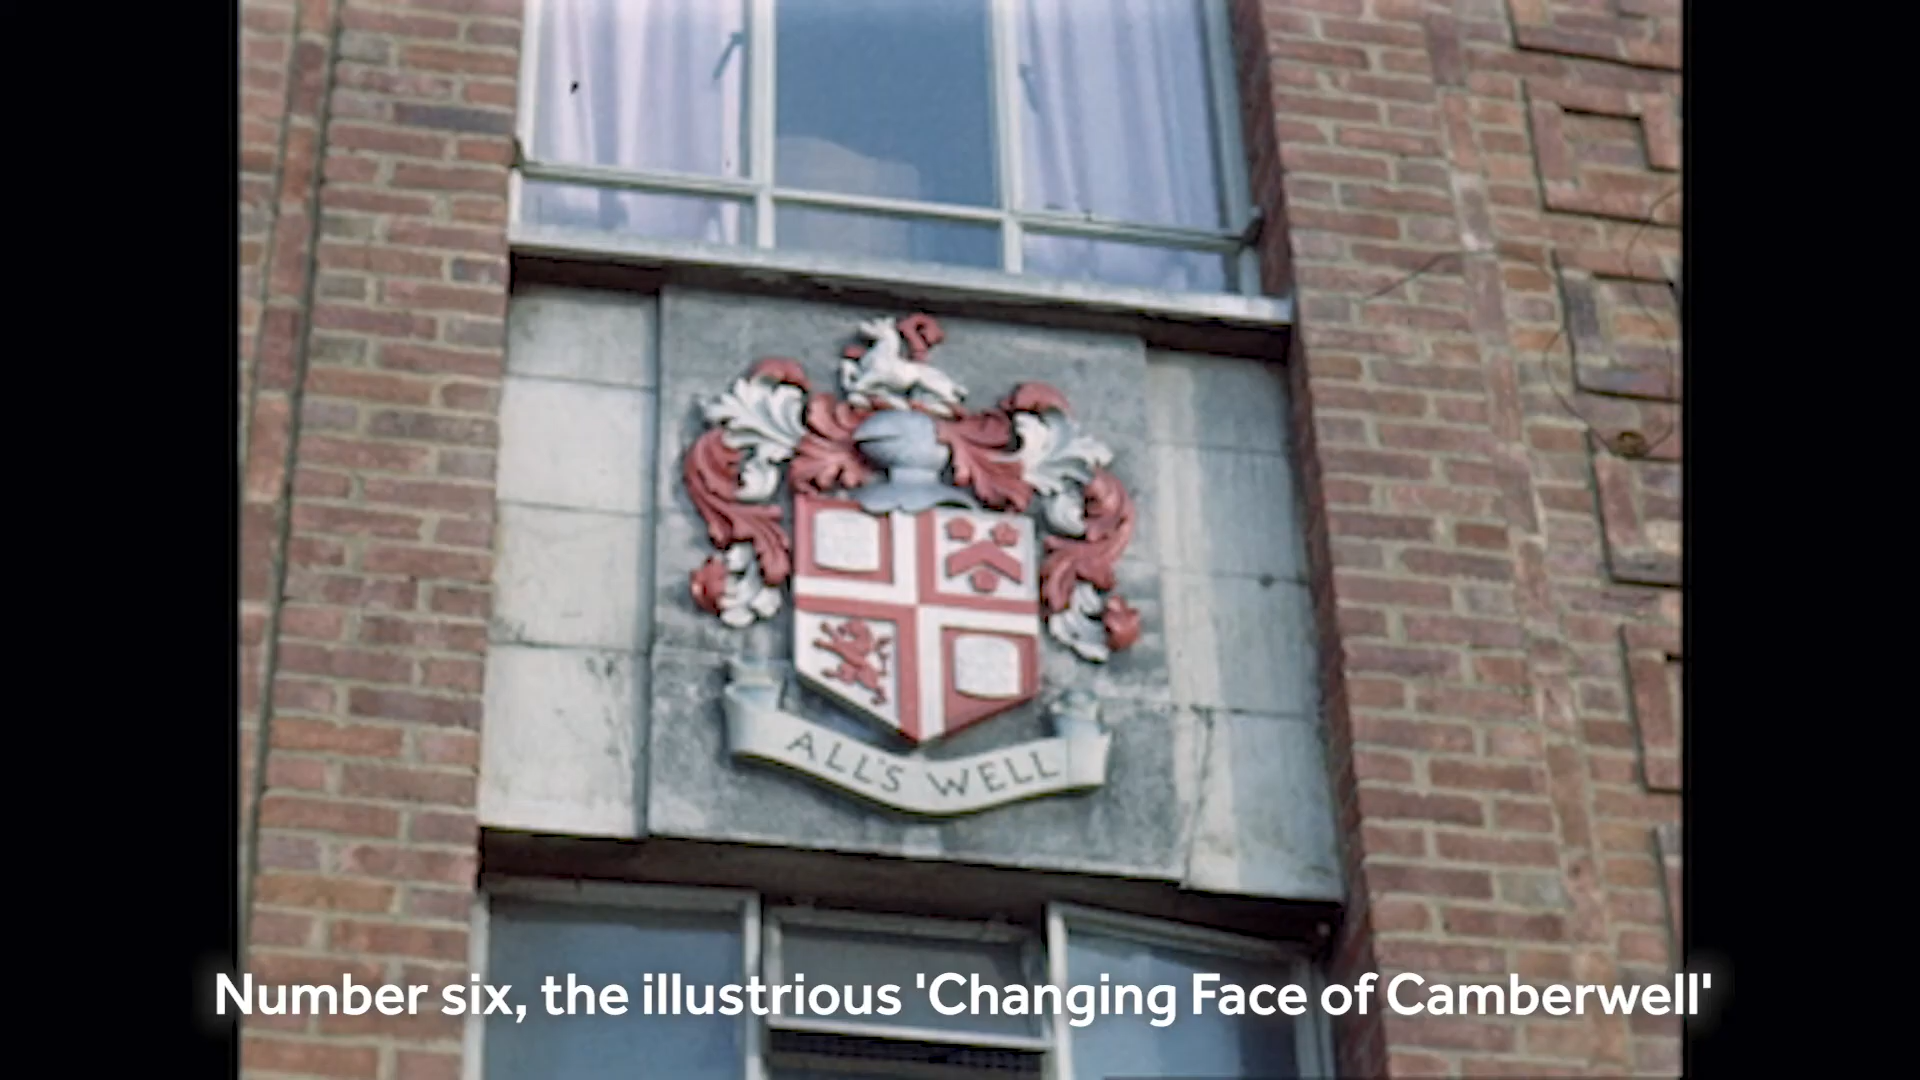 ALL'S WELL
Number six, the illustrious 'Changing Face of Camberwell'